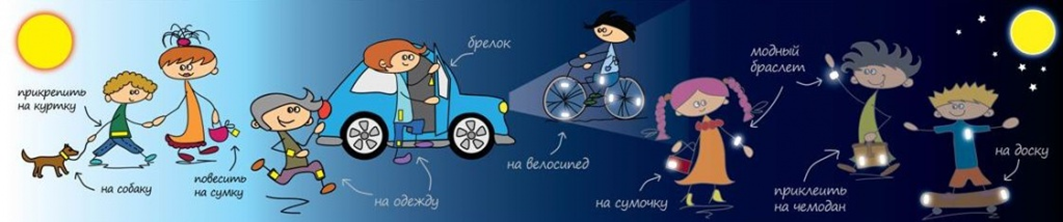 прикрепить
на куртку
на собаку
повесить
на сумку
на одежду
брелок
на велосипед
на сумочку
модный
браслет
приклеить
на чемодан
на доску